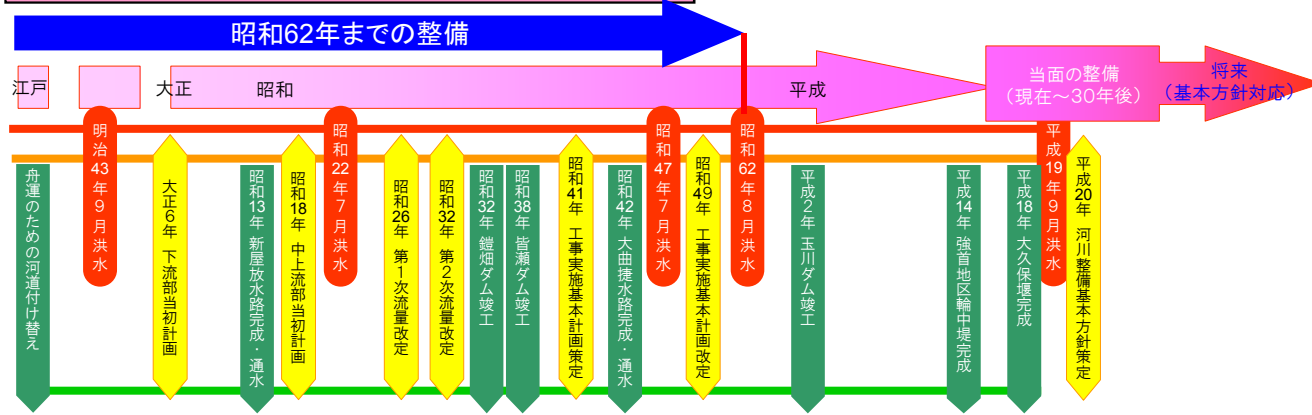 昭和62年までの整備
江戸
大正
昭和
平成
当面の整備
（現在～30年後）
将来
（基本方針対応）
舟運のための河道付け替え
明治43年9月洪水
大正6年 下流部当初計画
昭和13年 新屋放水路完成・通水
昭和18年 中上流部当初計画
昭和22年7月洪水
昭和26年 第1次流量改定
昭和32年 第2次流量改定
昭和32年 鎧畑ダム竣工
昭和38年 皆瀬ダム竣工
昭和41年 工事実施基本計画策定
昭和42年 大曲捷水路完成・通水
昭和47年7月洪水
昭和49年 工事実施基本計画改定
昭和62年8月洪水
平成2年 玉川ダム竣工
平成14年 強首地区輪中堤完成
平成18年 大久保堰完成
平成19年9月洪水
平成20年 河川整備基本方針策定